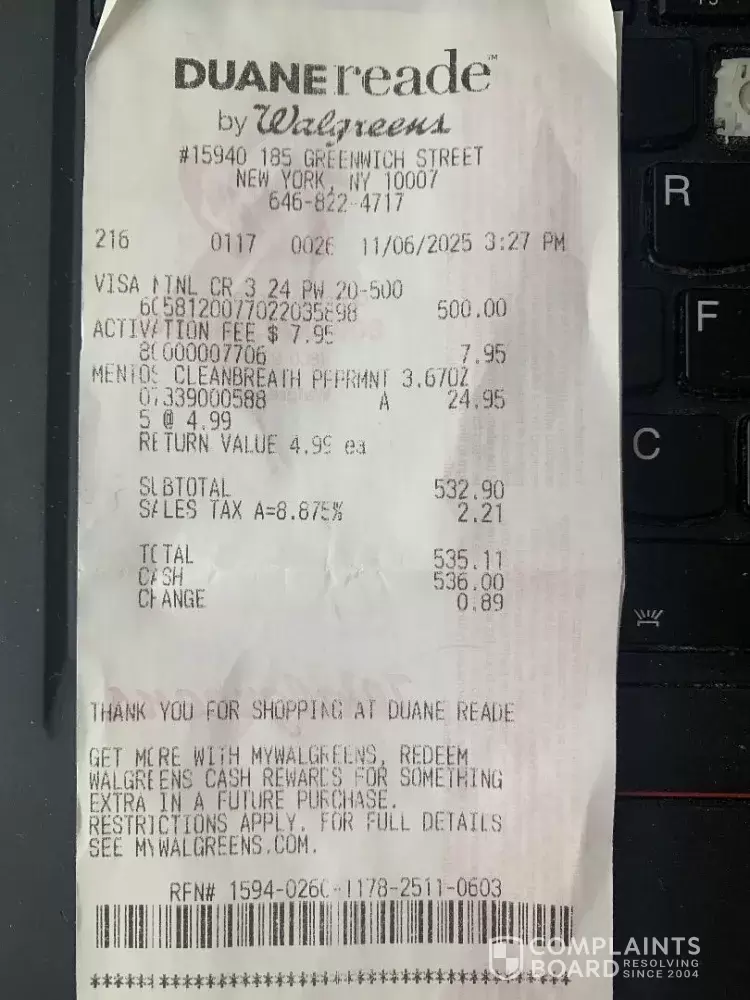 DUANE reade™
by Walgreens
#15940 185 GREENWICH STREET
NEW YORK, NY 10007
646-822-4717
216 0117 0026 11/06/2025 3:27 PM
VISA MTNL CR 3 24 PW 20-500
500.00
ACTIVATION FEE $ 7.95
80000007706 7.95
MENTOS CLEANBREATH PEPRMNT 3.67OZ
07339000588 A 24.95
5 @ 4.99
RETURN VALUE 4.99 ea
SUBTOTAL 532.90
SALES TAX A=8.875% 2.21
TOTAL 535.11
CASH 536.00
CHANGE 0.89
THANK YOU FOR SHOPPING AT DUANE READE
GET MORE WITH MYWALGREENS, REDEEM
WALGREENS CASH REWARDS FOR SOMETHING
EXTRA IN A FUTURE PURCHASE.
RESTRICTIONS APPLY. FOR FULL DETAILS
SEE MYWALGREENS.COM.
RFN# 1594-0260-1178-2511-0603
COMPLAINTS
BOARD RESOLVING
SINCE 2004
******************************************
R
F
C